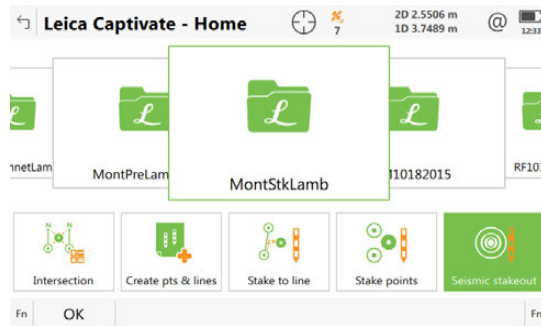 Leica Captivate - Home
7
2D 2.5506 m
1D 3.7489 m
@
12:33
nnetLam
MontPreLam
MontStkLamb
10182015
RF101
Intersection
Create pts & lines
Stake to line
Stake points
Seismic stakeout
Fn
OK
Fn